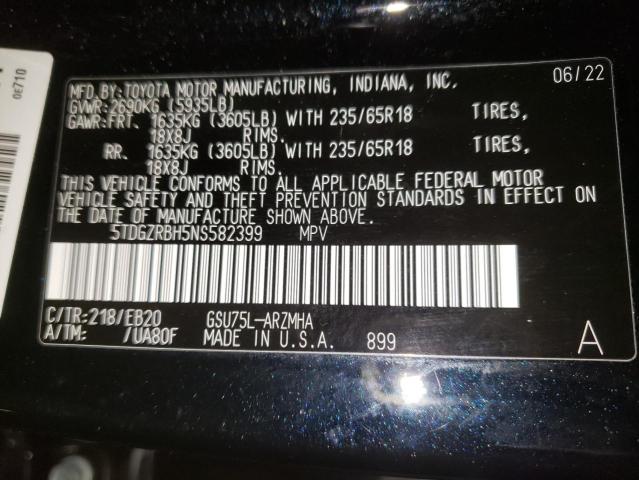 0E710
MFD.BY:TOYOTA MOTOR MANUFACTURING, INDIANA, INC. 06/22
GVWR:2690KG (5935LB)
GAWR:FRT. 1635KG (3605LB) WITH 235/65R18 TIRES,
18X8J RIMS.
RR. 1635KG (3605LB) WITH 235/65R18 TIRES,
18X8J RIMS.
THIS VEHICLE CONFORMS TO ALL APPLICABLE FEDERAL MOTOR
VEHICLE SAFETY AND THEFT PREVENTION STANDARDS IN EFFECT ON
THE DATE OF MANUFACTURE SHOWN ABOVE.
5TDGZRBH5NS582399 MPV
C/TR:218/EB20 GSU75L-ARZMHA
A/TM: /UA80F MADE IN U.S.A. 899 A